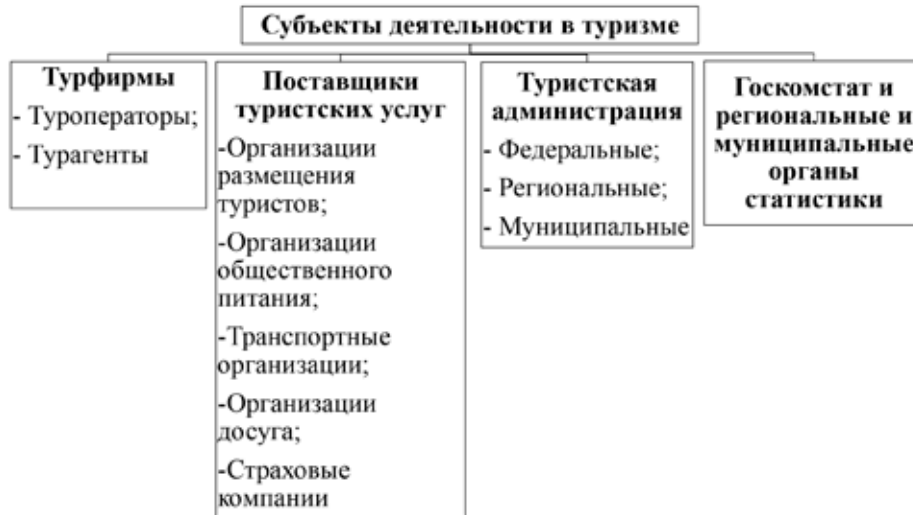 Субъекты деятельности в туризме
Турфирмы
- Туроператоры;
- Турагенты
Поставщики
туристских услуг
-Организации
размещения
туристов;
-Организации
общественного
питания;
-Транспортные
организации;
-Организации
досуга;
-Страховые
компании
Туристская
администрация
- Федеральные;
- Региональные;
- Муниципальные
Госкомстат и
региональные и
муниципальные
органы
статистики